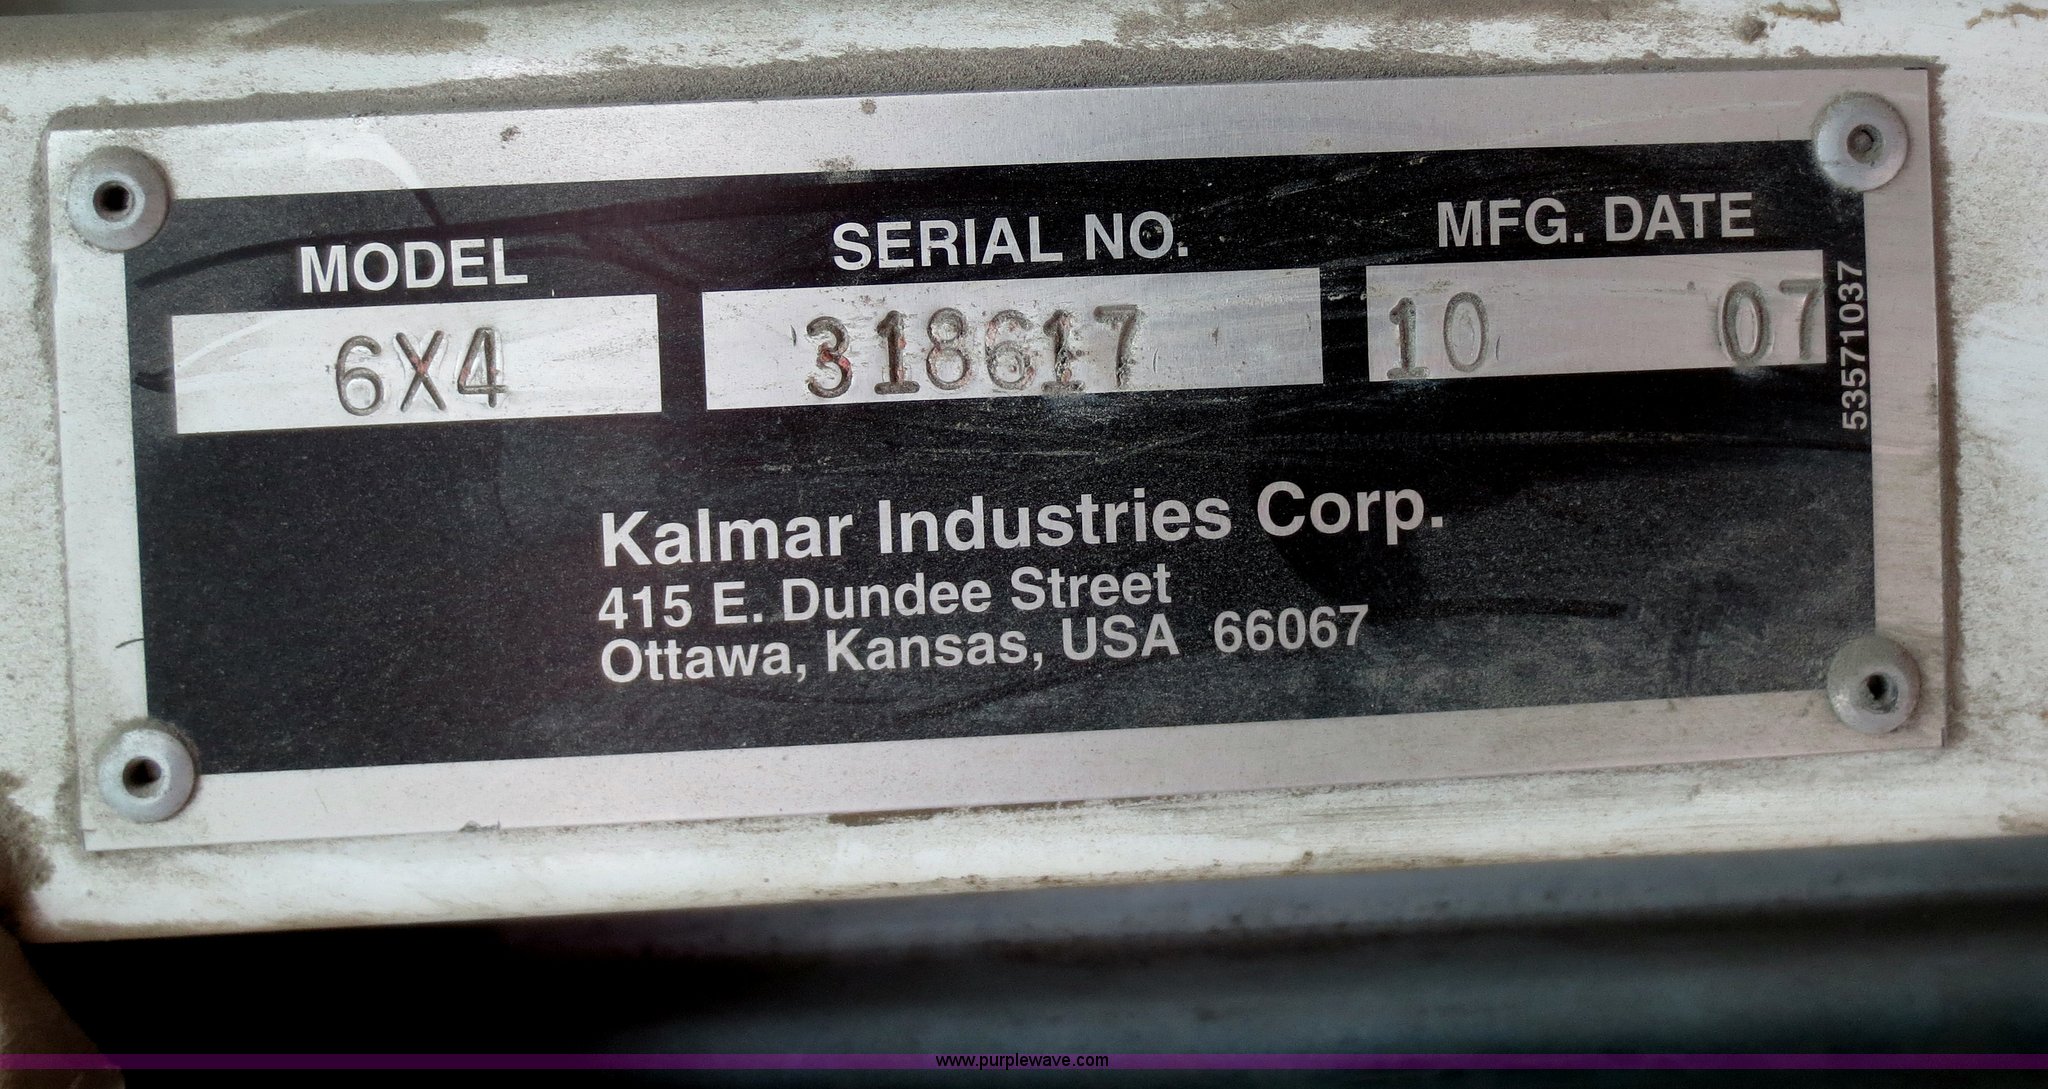 MODEL SERIAL NO. MFG. DATE
6X4 318617 10 07
53571037
Kalmar Industries Corp.
415 E. Dundee Street
Ottawa, Kansas, USA 66067
www.purplewave.com